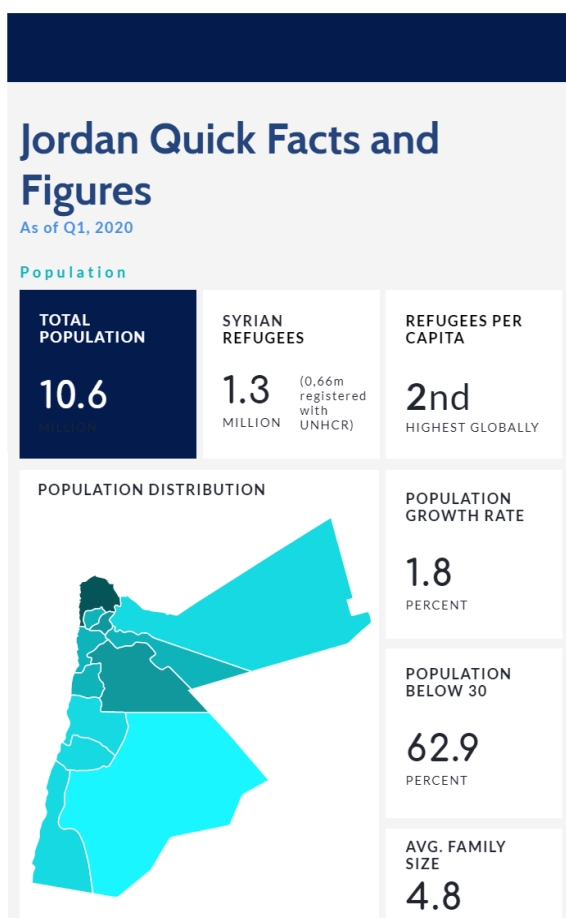 Jordan Quick Facts and
Figures
As of Q1, 2020
Population
TOTAL
POPULATION
10.6
MILLION
SYRIAN
REFUGEES
1.3
MILLION
(0,66m
registered
with
UNHCR)
REFUGEES PER
CAPITA
2nd
HIGHEST GLOBALLY
POPULATION DISTRIBUTION
POPULATION
GROWTH RATE
1.8
PERCENT
POPULATION
BELOW 30
62.9
PERCENT
AVG. FAMILY
SIZE
4.8